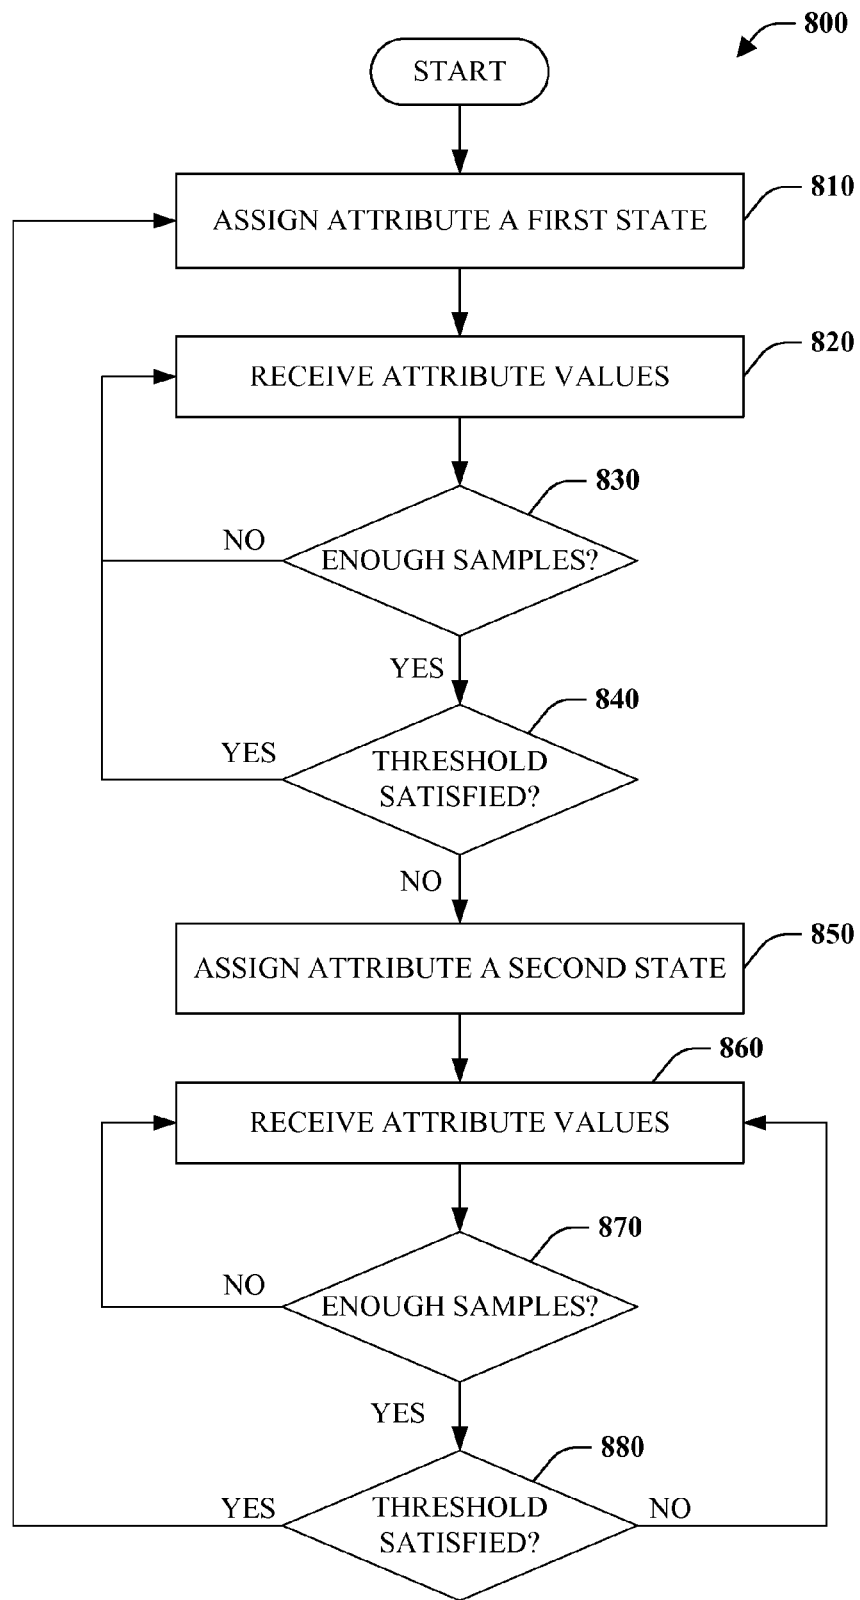 800
START
810
ASSIGN ATTRIBUTE A FIRST STATE
820
RECEIVE ATTRIBUTE VALUES
830
NO
ENOUGH SAMPLES?
YES
840
YES
THRESHOLD
SATISFIED?
NO
850
ASSIGN ATTRIBUTE A SECOND STATE
860
RECEIVE ATTRIBUTE VALUES
870
NO
ENOUGH SAMPLES?
YES
880
YES
THRESHOLD
SATISFIED?
NO